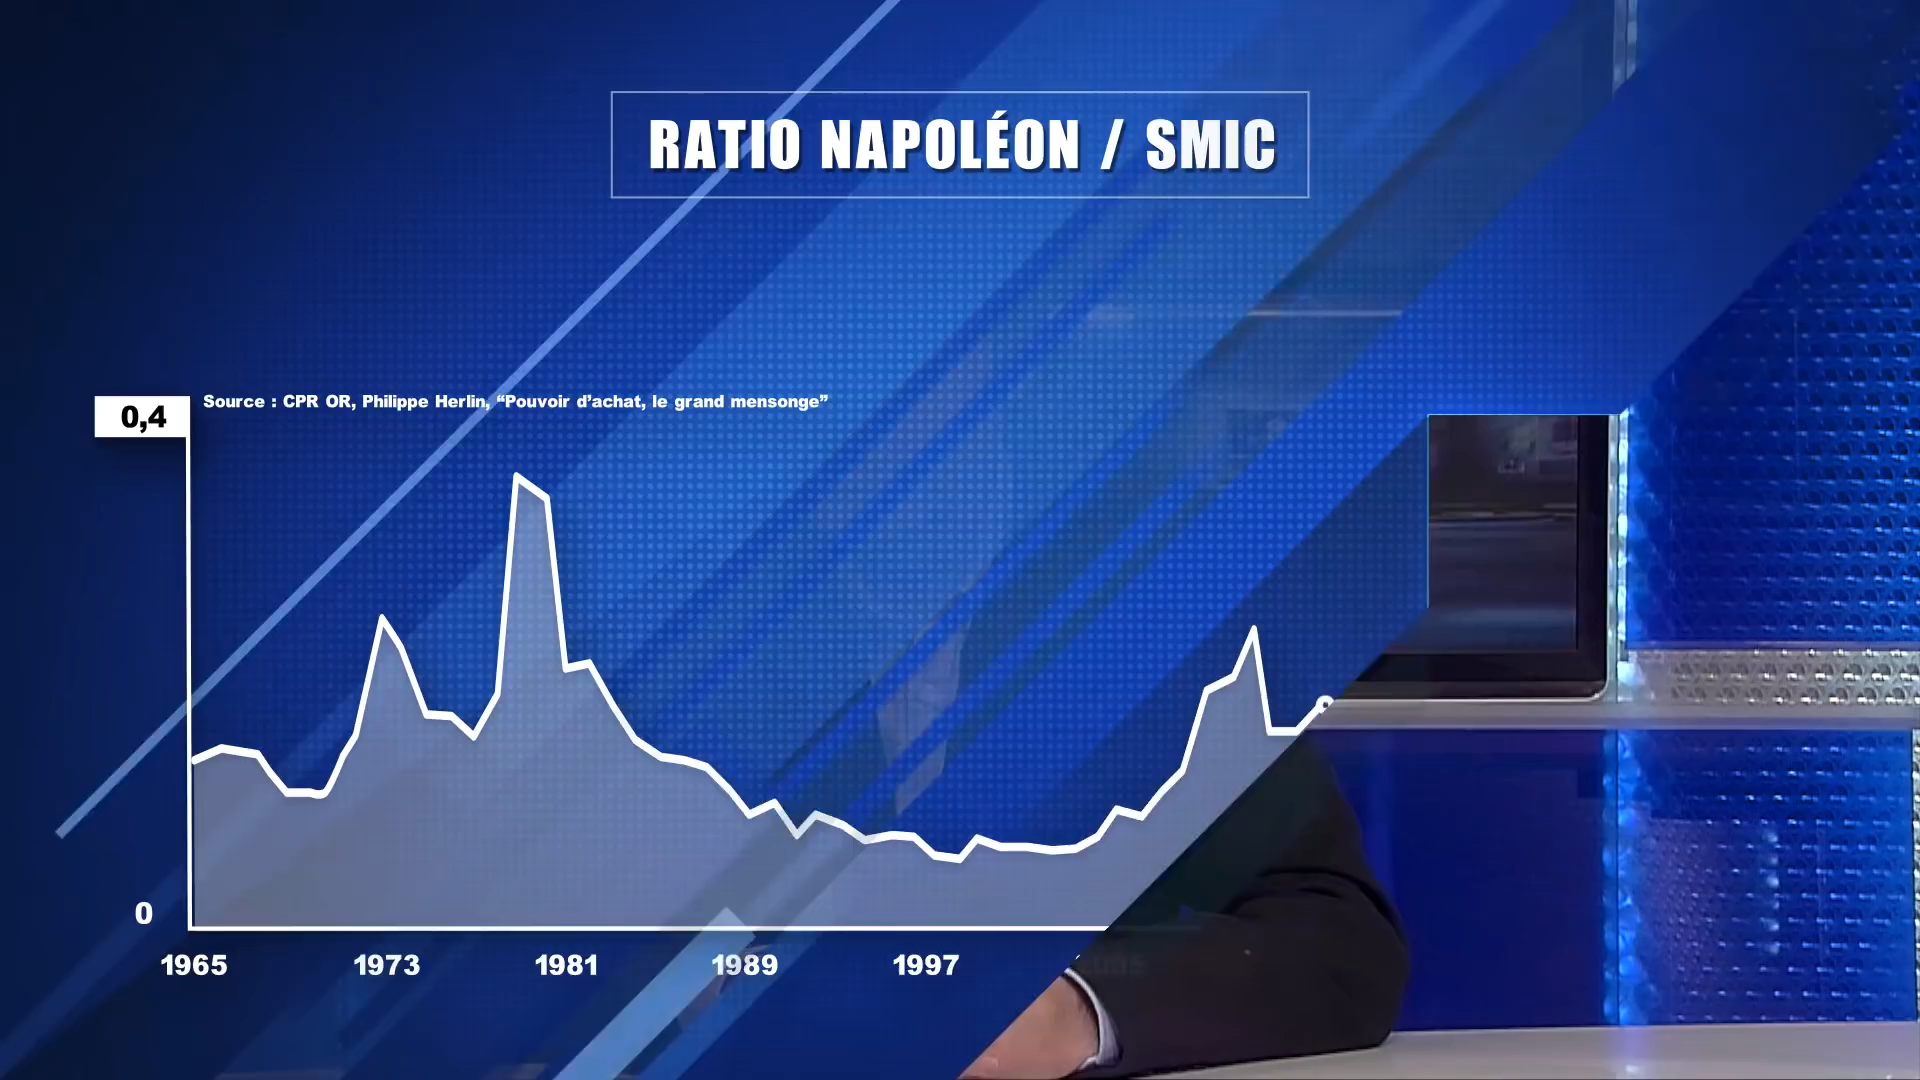 RATIO NAPOLÉON / SMIC
Source : CPR OR, Philippe Herlin, “Pouvoir d’achat, le grand mensonge”
0,4
0
1965 1973 1981 1989 1997